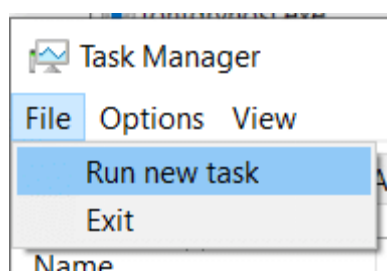 Task Manager
File Options View
Run new task
Exit
Name